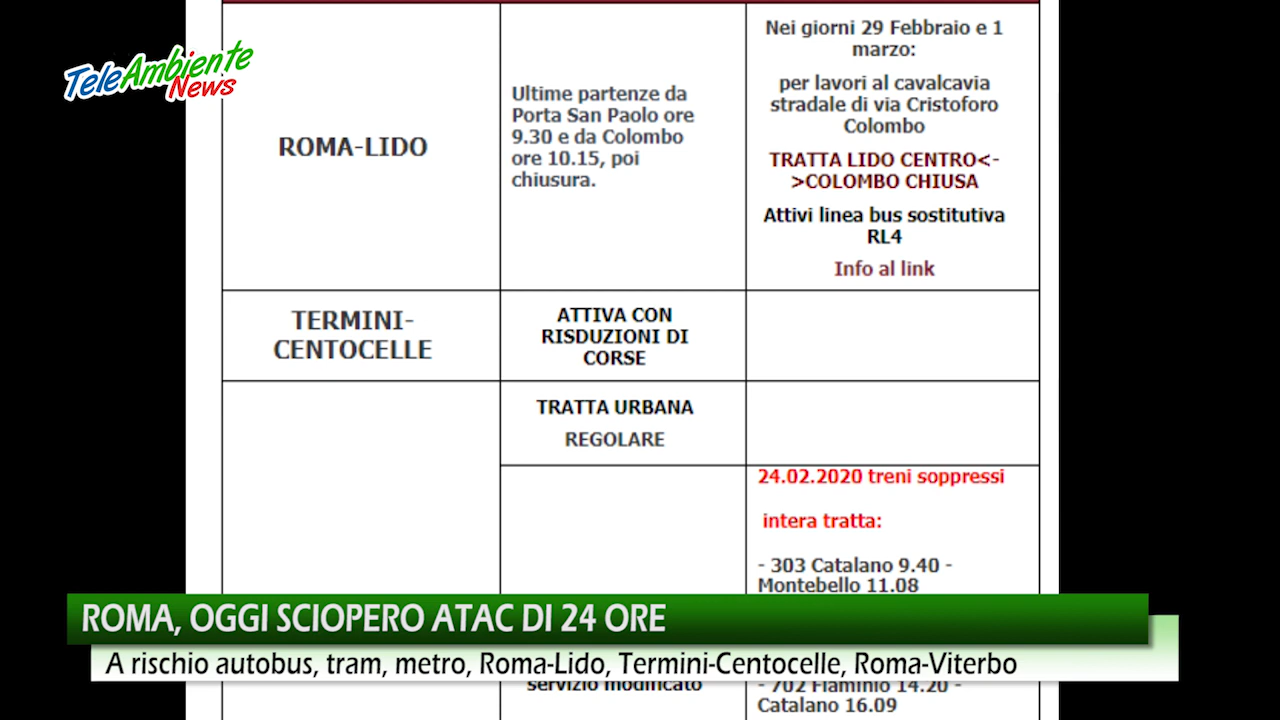 TeleAmbiente
News
ROMA-LIDO
Ultime partenze da
Porta San Paolo ore
9.30 e da Colombo
ore 10.15, poi
chiusura.
Nei giorni 29 Febbraio e 1
marzo:
per lavori al cavalcavia
stradale di via Cristoforo
Colombo
TRATTA LIDO CENTRO<-
>COLOMBO CHIUSA
Attivi linea bus sostitutiva
RL4
Info al link
TERMINI-
CENTOCELLE
ATTIVA CON
RISDUZIONI DI
CORSE
TRATTA URBANA
REGOLARE
24.02.2020 treni soppressi
intera tratta:
- 303 Catalano 9.40 -
Montebello 11.08
ROMA, OGGI SCIOPERO ATAC DI 24 ORE
A rischio autobus, tram, metro, Roma-Lido, Termini-Centocelle, Roma-Viterbo
servizio modificato
- 702 Flaminio 14.20 -
Catalano 16.09